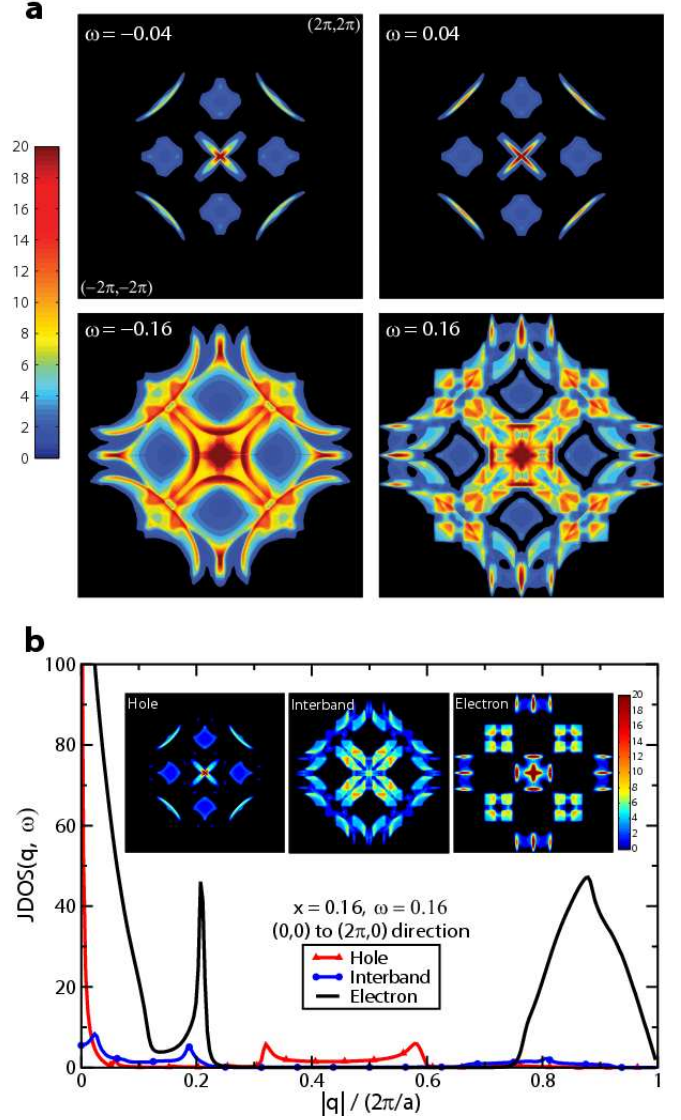 a
ω = −0.04
(2π,2π)
ω = 0.04
20
18
16
14
12
10
8
6
4
2
0
(−2π,−2π)
ω = −0.16
ω = 0.16
b
100
80
60
40
20
0
JDOS(q, ω)
Hole
Interband
Electron
20
18
16
14
12
10
8
6
4
2
0
x = 0.16, ω = 0.16
(0,0) to (2π,0) direction
Hole
Interband
Electron
0
0.2
0.4
0.6
0.8
1
|q| / (2π/a)